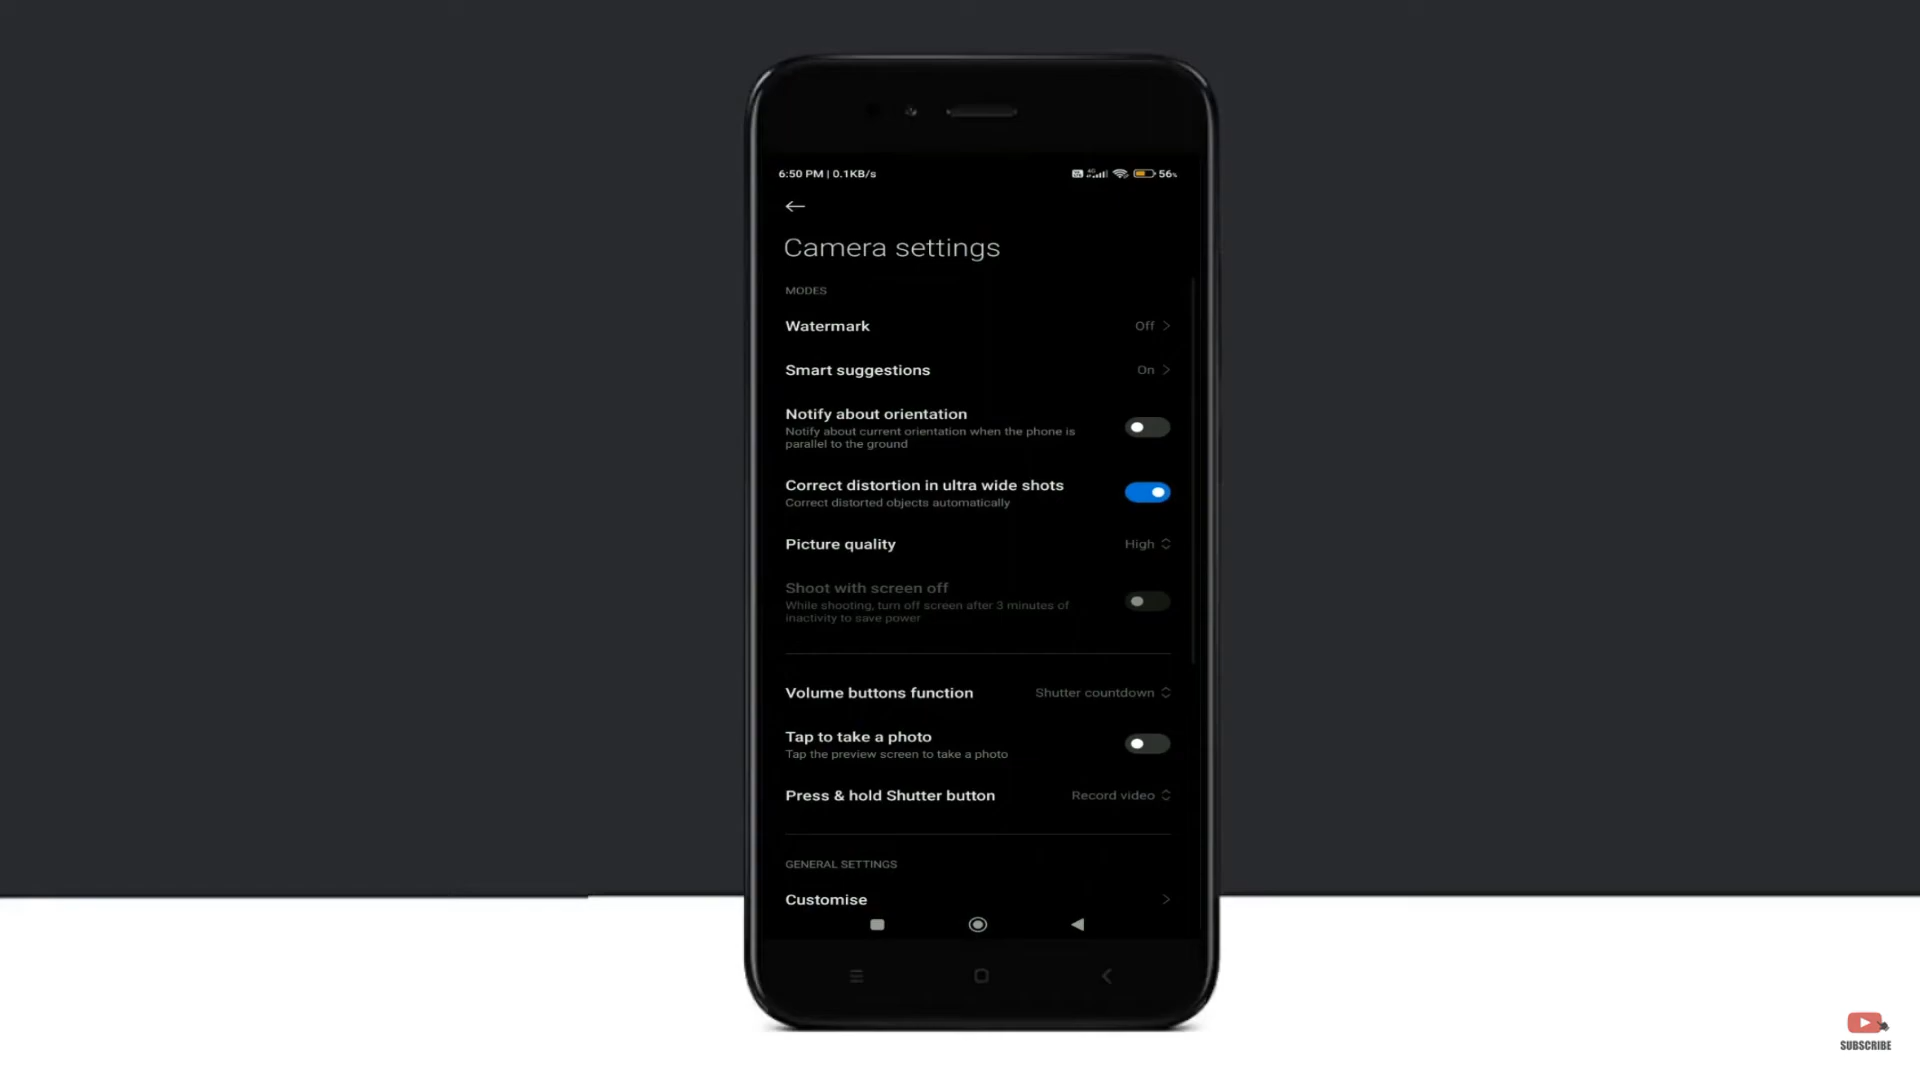 6:50 PM | 0.1KB/s
56%
Camera settings
MODES
Watermark Off
Smart suggestions On
Notify about orientation
Notify about current orientation when the phone is
parallel to the ground
Correct distortion in ultra wide shots
Correct distorted objects automatically
Picture quality High
Shoot with screen off
While shooting, turn off screen after 3 minutes of
inactivity to save power
Volume buttons function Shutter countdown
Tap to take a photo
Tap the preview screen to take a photo
Press & hold Shutter button Record video
GENERAL SETTINGS
Customise
SUBSCRIBE